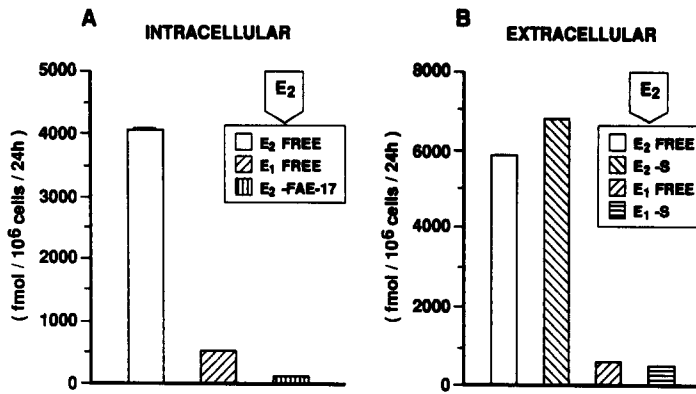 A
INTRACELLULAR
( fmol / 10⁶ cells / 24h )
5000
4000
3000
2000
1000
0
E₂
E₂ FREE
E₁ FREE
E₂ -FAE-17
B
EXTRACELLULAR
( fmol / 10⁶ cells / 24h )
8000
6000
4000
2000
0
E₂
E₂ FREE
E₂ -S
E₁ FREE
E₁ -S